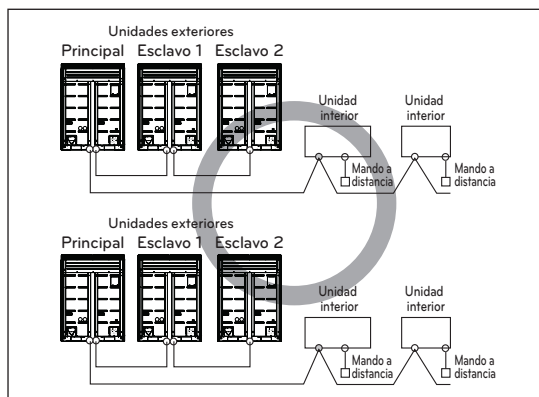 Unidades exteriores
Principal Esclavo 1 Esclavo 2
Unidad
interior
Unidad
interior
Mando a
distancia
Mando a
distancia
Unidades exteriores
Principal Esclavo 1 Esclavo 2
Unidad
interior
Unidad
interior
Mando a
distancia
Mando a
distancia